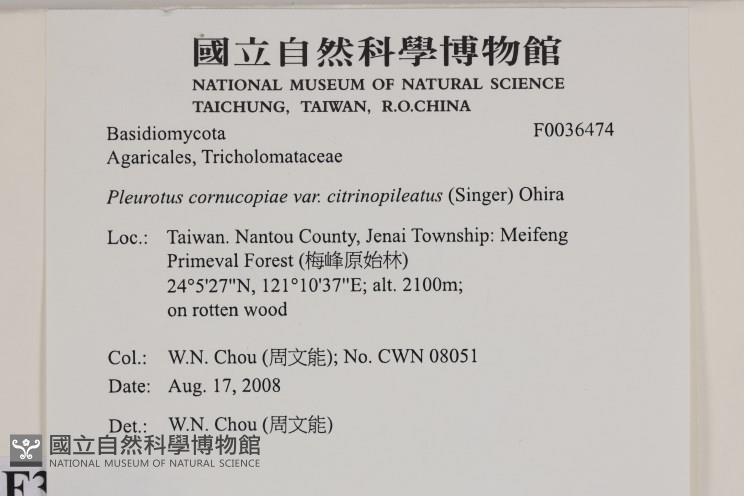 國立自然科學博物館
NATIONAL MUSEUM OF NATURAL SCIENCE
TAICHUNG, TAIWAN, R.O.CHINA
Basidiomycota F0036474
Agaricales, Tricholomataceae
Pleurotus cornucopiae var. citrinopileatus (Singer) Ohira
Loc.: Taiwan. Nantou County, Jenai Township: Meifeng
Primeval Forest (梅峰原始林)
24°5'27"N, 121°10'37"E; alt. 2100m;
on rotten wood
Col.: W.N. Chou (周文能); No. CWN 08051
Date: Aug. 17, 2008
Det.: W.N. Chou (周文能)
國立自然科學博物館
NATIONAL MUSEUM OF NATURAL SCIENCE